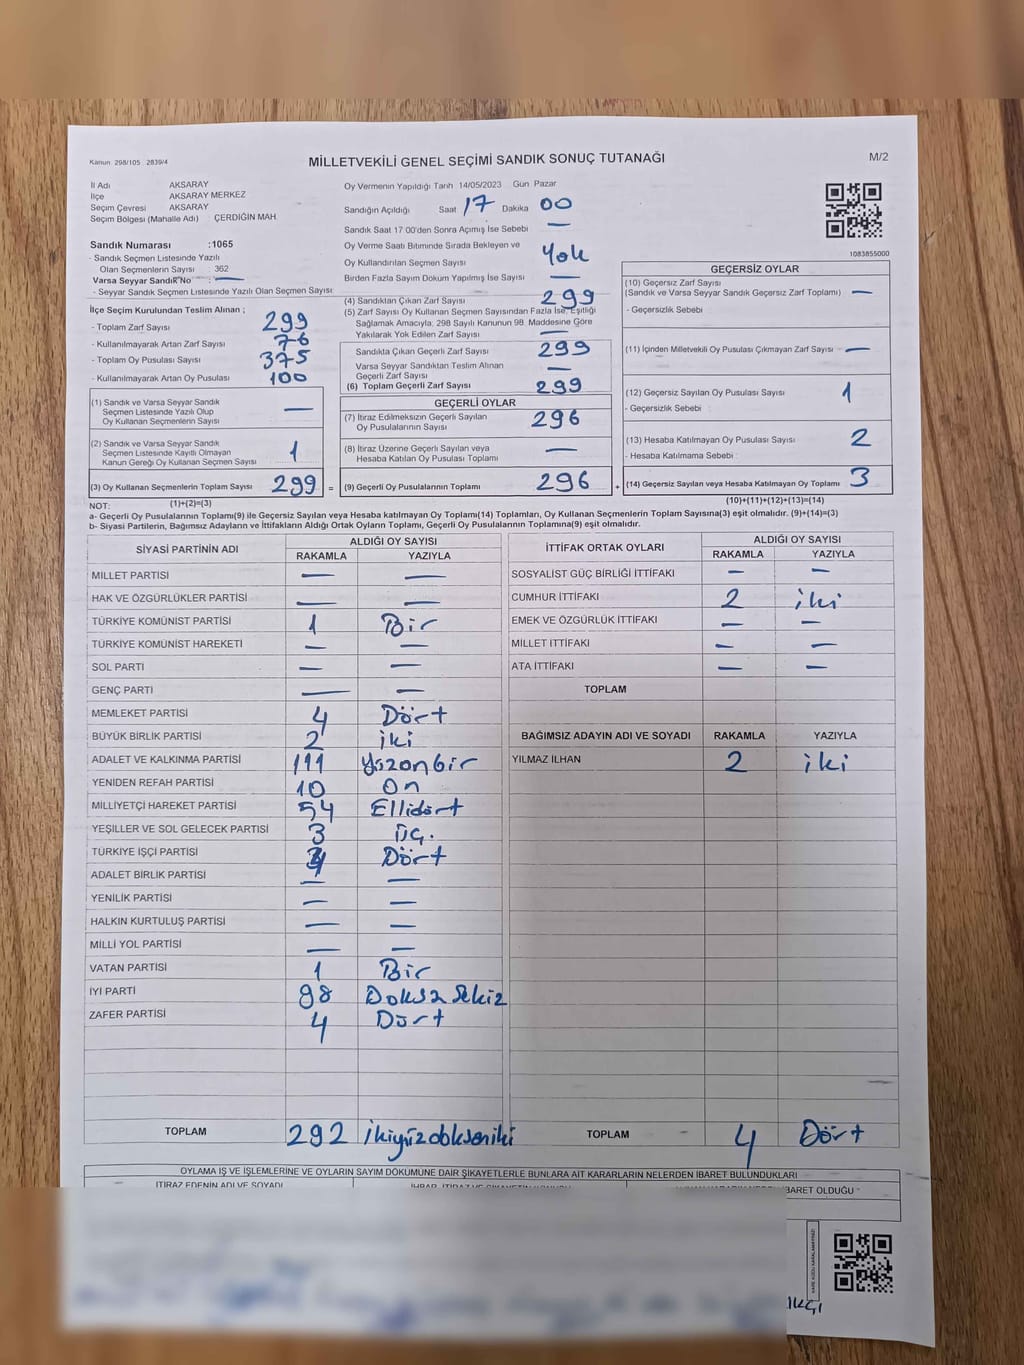 Kanun 298/105 2839/4
MİLLETVEKİLİ GENEL SEÇİMİ SANDIK SONUÇ TUTANAĞI
M/2
İl Adı AKSARAY
İlçe AKSARAY MERKEZ
Seçim Çevresi AKSARAY
Seçim Bölgesi (Mahalle Adı) : ÇERDİĞİN MAH.
Sandık Numarası :1065
- Sandık Seçmen Listesinde Yazılı
Olan Seçmenlerin Sayısı : 362
Varsa Seyyar Sandık No : —
- Seyyar Sandık Seçmen Listesinde Yazılı Olan Seçmen Sayısı
İlçe Seçim Kurulundan Teslim Alınan ;
- Toplam Zarf Sayısı 299
- Kullanılmayarak Artan Zarf Sayısı 76
- Toplam Oy Pusulası Sayısı 375
- Kullanılmayarak Artan Oy Pusulası 100
(1) Sandık ve Varsa Seyyar Sandık
Seçmen Listesinde Yazılı Olup
Oy Kullanan Seçmenlerin Sayısı —
(2) Sandık ve Varsa Seyyar Sandık
Seçmen Listesinde Kayıtlı Olmayan
Kanun Gereği Oy Kullanan Seçmen Sayısı 1
(3) Oy Kullanan Seçmenlerin Toplam Sayısı 299 =
Oy Vermenin Yapıldığı Tarih 14/05/2023 Gün Pazar
Sandığın Açıldığı Saat 17 Dakika 00
Sandık Saat 17 00'den Sonra Açımış İse Sebebi —
Oy Verme Saati Bitiminde Sırada Bekleyen ve
Oy Kullandırılan Seçmen Sayısı Yok
Birden Fazla Sayım Döküm Yapılmış İse Sayısı —
(4) Sandıktan Çıkan Zarf Sayısı 299
(5) Zarf Sayısı Oy Kullanan Seçmen Sayısından Fazla İse, Eşitliği
Sağlamak Amacıyla; 298 Sayılı Kanunun 98. Maddesine Göre
Yakılarak Yok Edilen Zarf Sayısı —
Sandıkta Çıkan Geçerli Zarf Sayısı 299
Varsa Seyyar Sandıktan Teslim Alınan
Geçerli Zarf Sayısı —
(6) Toplam Geçerli Zarf Sayısı 299
GEÇERLİ OYLAR
(7) İtiraz Edilmeksizin Geçerli Sayılan
Oy Pusulalarının Sayısı 296
(8) İtiraz Üzerine Geçerli Sayılan veya
Hesaba Katılan Oy Pusulası Toplamı —
(9) Geçerli Oy Pusulalarının Toplamı 296 +
1083855000
GEÇERSİZ OYLAR
(10) Geçersiz Zarf Sayısı
(Sandık ve Varsa Seyyar Sandık Geçersiz Zarf Toplamı) —
- Geçersizlik Sebebi :
(11) İçinden Milletvekili Oy Pusulası Çıkmayan Zarf Sayısı —
(12) Geçersiz Sayılan Oy Pusulası Sayısı 1
- Geçersizlik Sebebi :
(13) Hesaba Katılmayan Oy Pusulası Sayısı 2
- Hesaba Katılmama Sebebi :
(14) Geçersiz Sayılan veya Hesaba Katılmayan Oy Toplamı 3
NOT: (1)+(2)=(3) (10)+(11)+(12)+(13)=(14)
a- Geçerli Oy Pusulalarının Toplamı(9) ile Geçersiz Sayılan veya Hesaba katılmayan Oy Toplamı(14) Toplamları, Oy Kullanan Seçmenlerin Toplam Sayısına(3) eşit olmalıdır. (9)+(14)=(3)
b- Siyasi Partilerin, Bağımsız Adayların ve İttifakların Aldığı Ortak Oyların Toplamı, Geçerli Oy Pusulalarının Toplamına(9) eşit olmalıdır.
SİYASİ PARTİNİN ADI ALDIĞI OY SAYISI
RAKAMLA YAZIYLA
MİLLET PARTİSİ — —
HAK VE ÖZGÜRLÜKLER PARTİSİ — —
TÜRKİYE KOMÜNİST PARTİSİ 1 Bir
TÜRKİYE KOMÜNİST HAREKETİ — —
SOL PARTİ — —
GENÇ PARTİ — —
MEMLEKET PARTİSİ 4 Dört
BÜYÜK BİRLİK PARTİSİ 2 iki
ADALET VE KALKINMA PARTİSİ 111 Yüzonbir
YENİDEN REFAH PARTİSİ 10 On
MİLLİYETÇİ HAREKET PARTİSİ 54 Ellidört
YEŞİLLER VE SOL GELECEK PARTİSİ 3 Üç.
TÜRKİYE İŞÇİ PARTİSİ 4 Dört
ADALET BİRLİK PARTİSİ — —
YENİLİK PARTİSİ — —
HALKIN KURTULUŞ PARTİSİ — —
MİLLİ YOL PARTİSİ — —
VATAN PARTİSİ 1 Bir
İYİ PARTİ 98 Doksa Sekiz
ZAFER PARTİSİ 4 Dört
TOPLAM 292 İkiyüzdokseniki
İTTİFAK ORTAK OYLARI ALDIĞI OY SAYISI
RAKAMLA YAZIYLA
SOSYALİST GÜÇ BİRLİĞİ İTTİFAKI — —
CUMHUR İTTİFAKI 2 iki
EMEK VE ÖZGÜRLÜK İTTİFAKI — —
MİLLET İTTİFAKI — —
ATA İTTİFAKI — —
TOPLAM
BAĞIMSIZ ADAYIN ADI VE SOYADI RAKAMLA YAZIYLA
YILMAZ İLHAN 2 iki
TOPLAM 4 Dört
OYLAMA İŞ VE İŞLEMLERİNE VE OYLARIN SAYIM DÖKÜMÜNE DAİR ŞİKAYETLERLE BUNLARA AİT KARARLARIN NELERDEN İBARET BULUNDUKLARI
İTİRAZ EDENİN ADI VE SOYADI
İBARET OLDUĞU